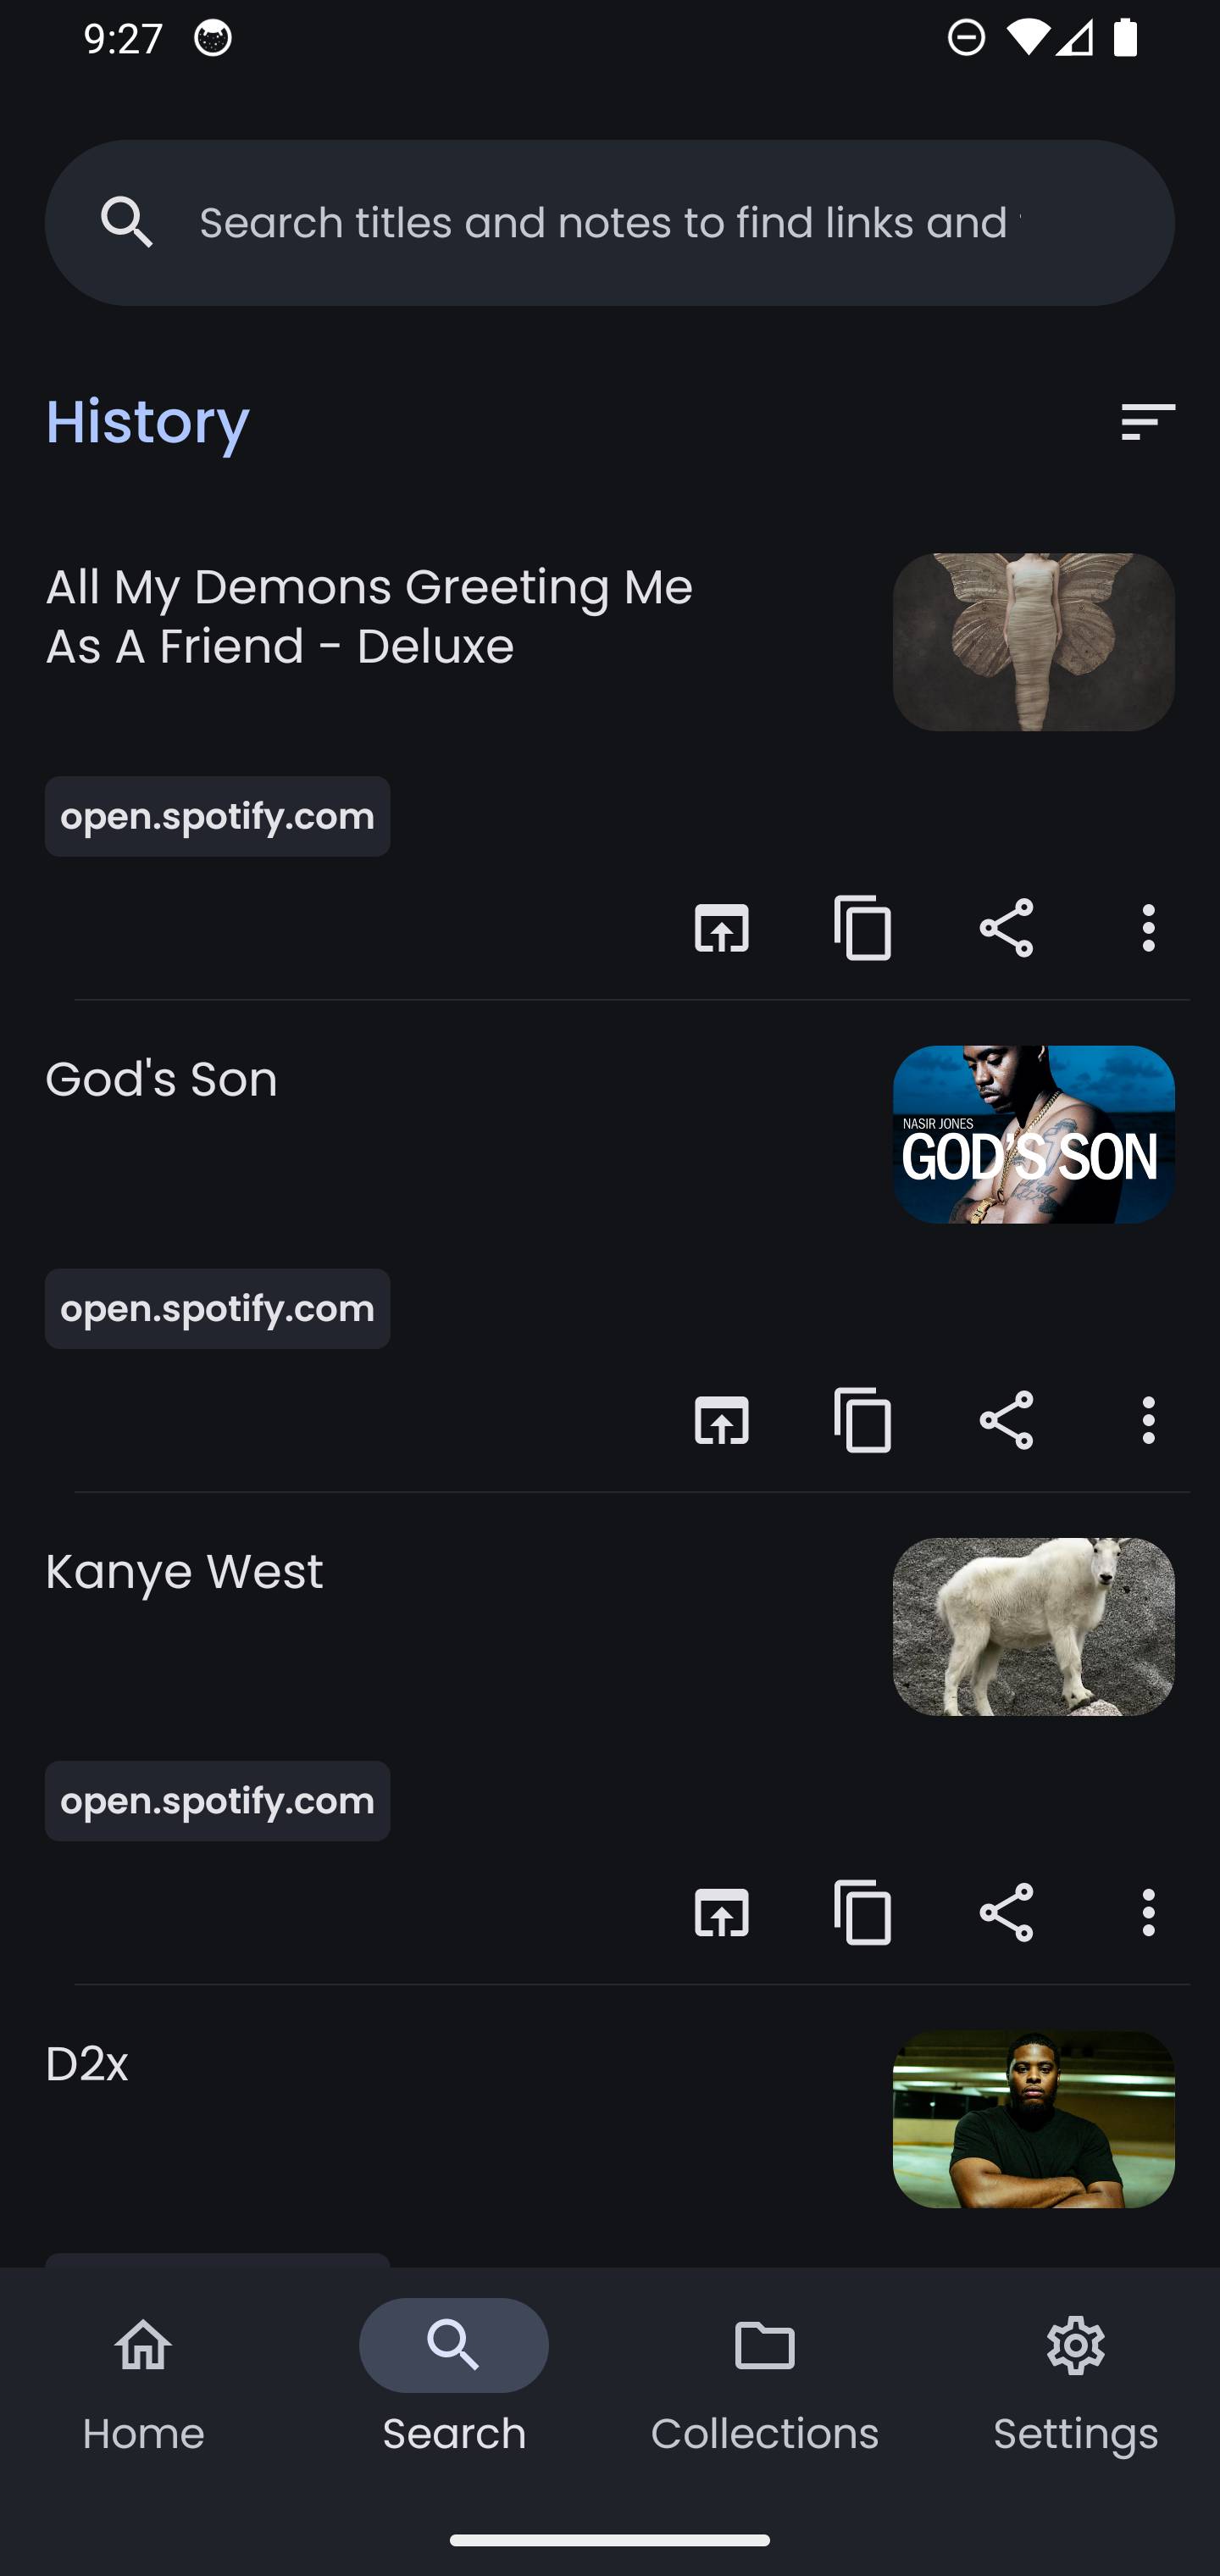 9:27
Search titles and notes to find links and
History
All My Demons Greeting Me
As A Friend - Deluxe
open.spotify.com
God's Son
NASIR JONES
GOD'S SON
open.spotify.com
Kanye West
open.spotify.com
D2x
Home
Search
Collections
Settings